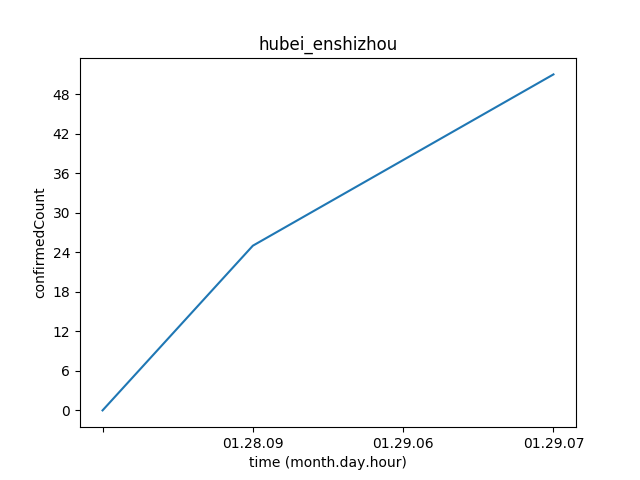 hubei_enshizhou
confirmedCount
48
42
36
30
24
18
12
6
0
01.28.09 01.29.06 01.29.07
time (month.day.hour)